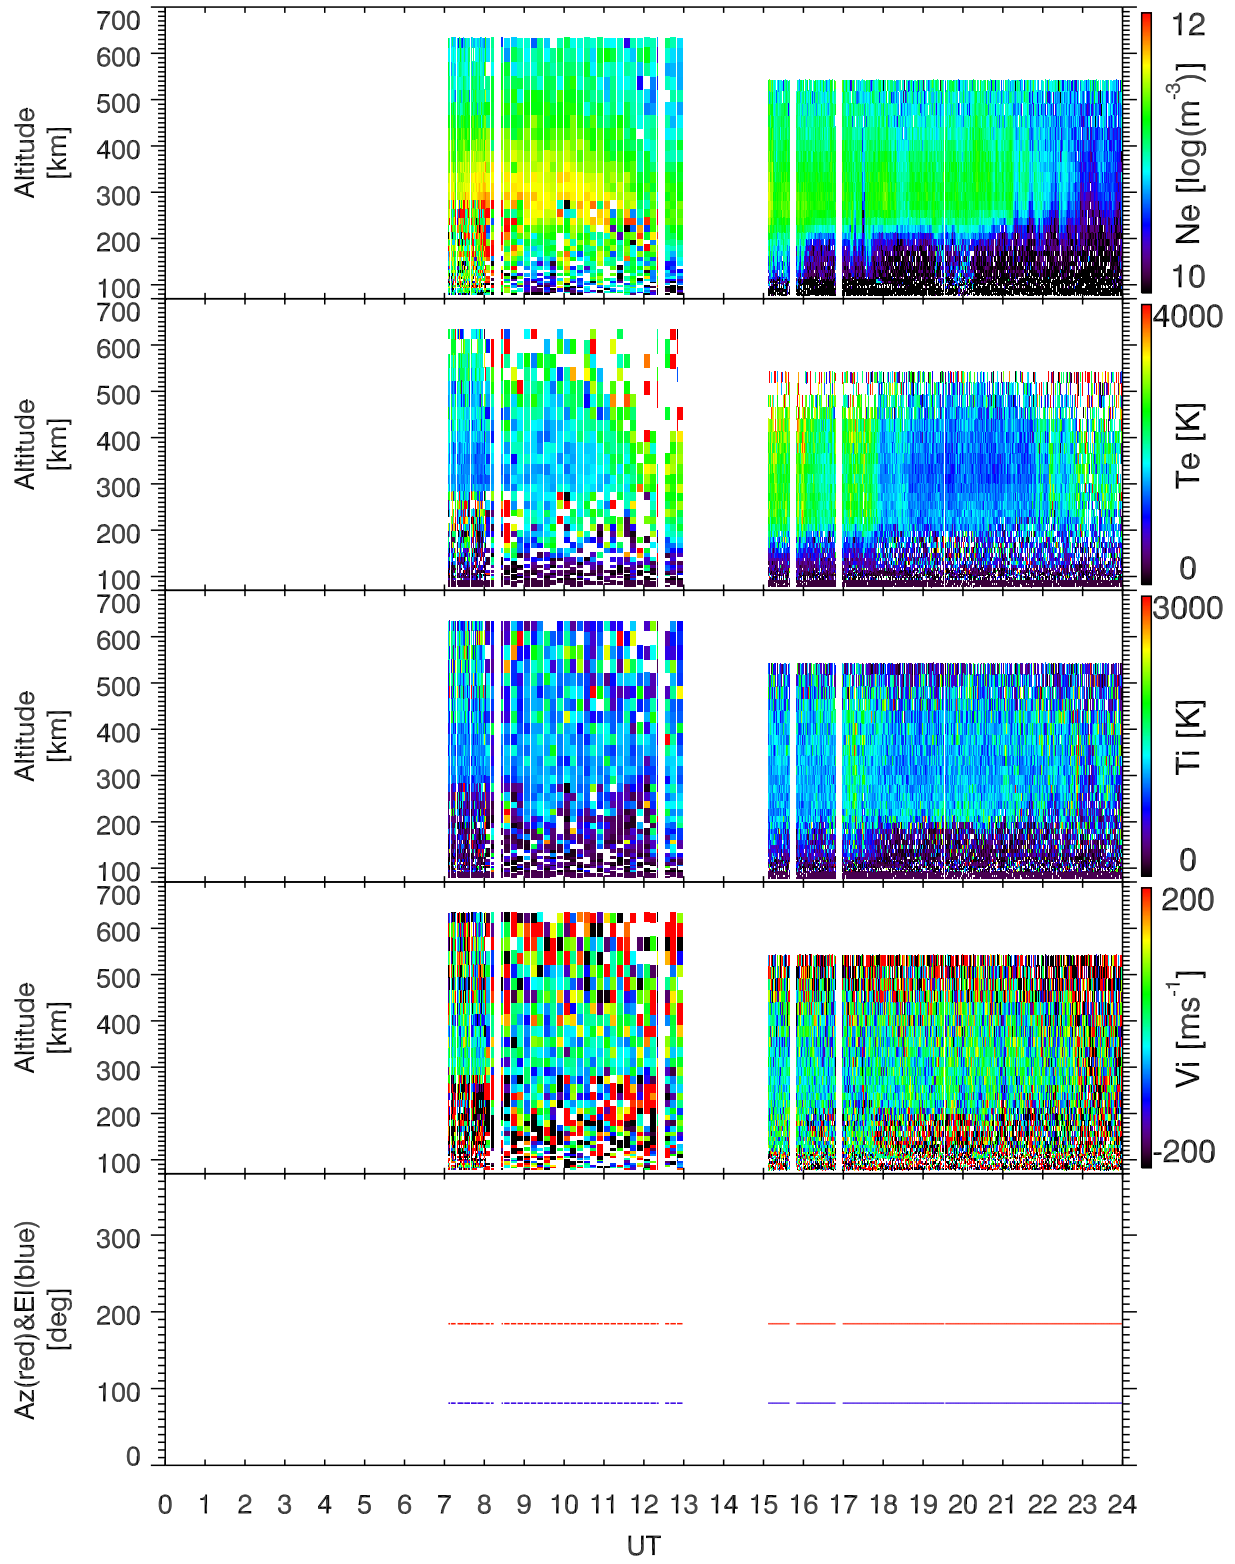 700
600
500
400
300
200
100
Altitude
[km]
12
10
Ne [log(m⁻³)]
700
600
500
400
300
200
100
Altitude
[km]
4000
0
Te [K]
700
600
500
400
300
200
100
Altitude
[km]
3000
0
Ti [K]
700
600
500
400
300
200
100
Altitude
[km]
200
-200
Vi [ms⁻¹]
300
200
100
0
Az(red)&El(blue)
[deg]
0 1 2 3 4 5 6 7 8 9 10 11 12 13 14 15 16 17 18 19 20 21 22 23 24
UT